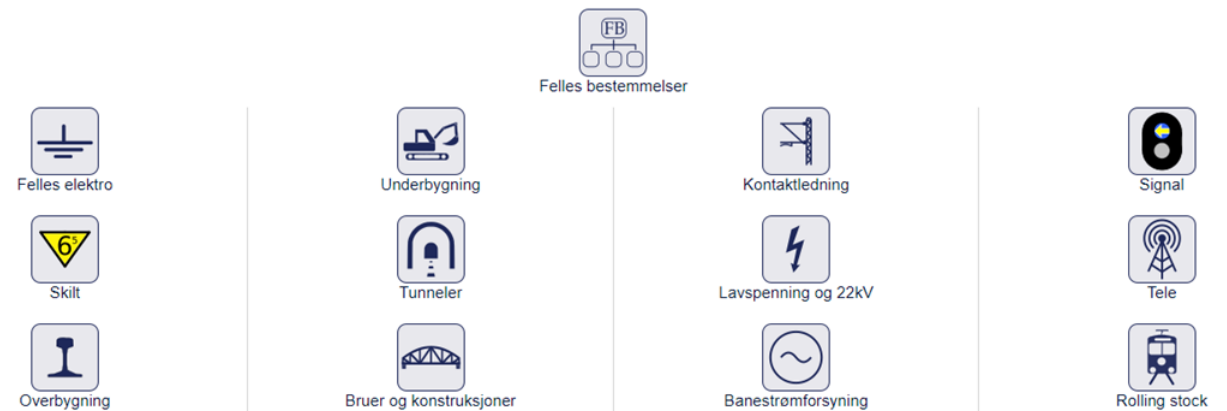 FB
Felles bestemmelser
Felles elektro
Underbygning
Kontaktledning
Signal
6⁵
Skilt
Tunneler
Lavspenning og 22kV
Tele
Overbygning
Bruer og konstruksjoner
Banestrømforsyning
Rolling stock